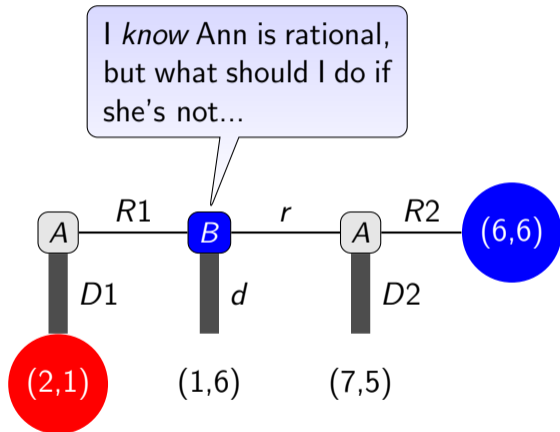 I know Ann is rational,
but what should I do if
she's not...
A R1 B r A R2 (6,6)
D1 d D2
(2,1) (1,6) (7,5)